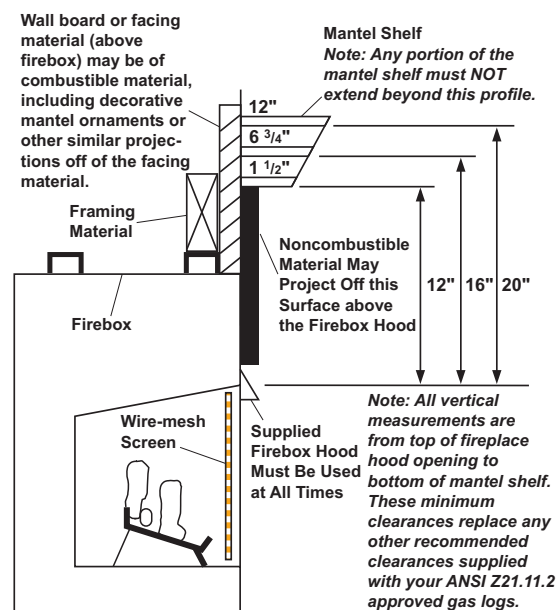 Wall board or facing
material (above
firebox) may be of
combustible material,
including decorative
mantel ornaments or
other similar projec-
tions off of the facing
material.
Mantel Shelf
Note: Any portion of the
mantel shelf must NOT
extend beyond this profile.
12"
6 3/4"
1 1/2"
Framing
Material
Noncombustible
Material May
Project Off this
Surface above
the Firebox Hood
12" 16" 20"
Firebox
Wire-mesh
Screen
Supplied
Firebox Hood
Must Be Used
at All Times
Note: All vertical
measurements are
from top of fireplace
hood opening to
bottom of mantel shelf.
These minimum
clearances replace any
other recommended
clearances supplied
with your ANSI Z21.11.2
approved gas logs.